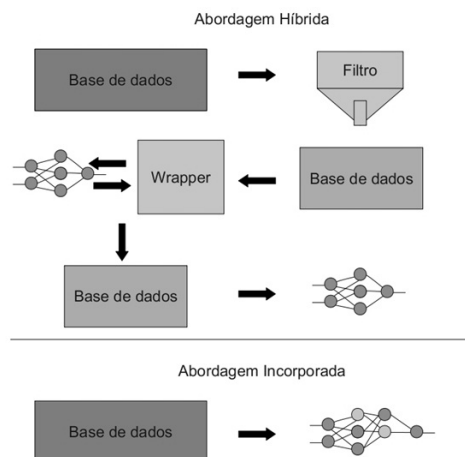 Abordagem Híbrida
Base de dados
Filtro
Wrapper
Base de dados
Base de dados
Abordagem Incorporada
Base de dados